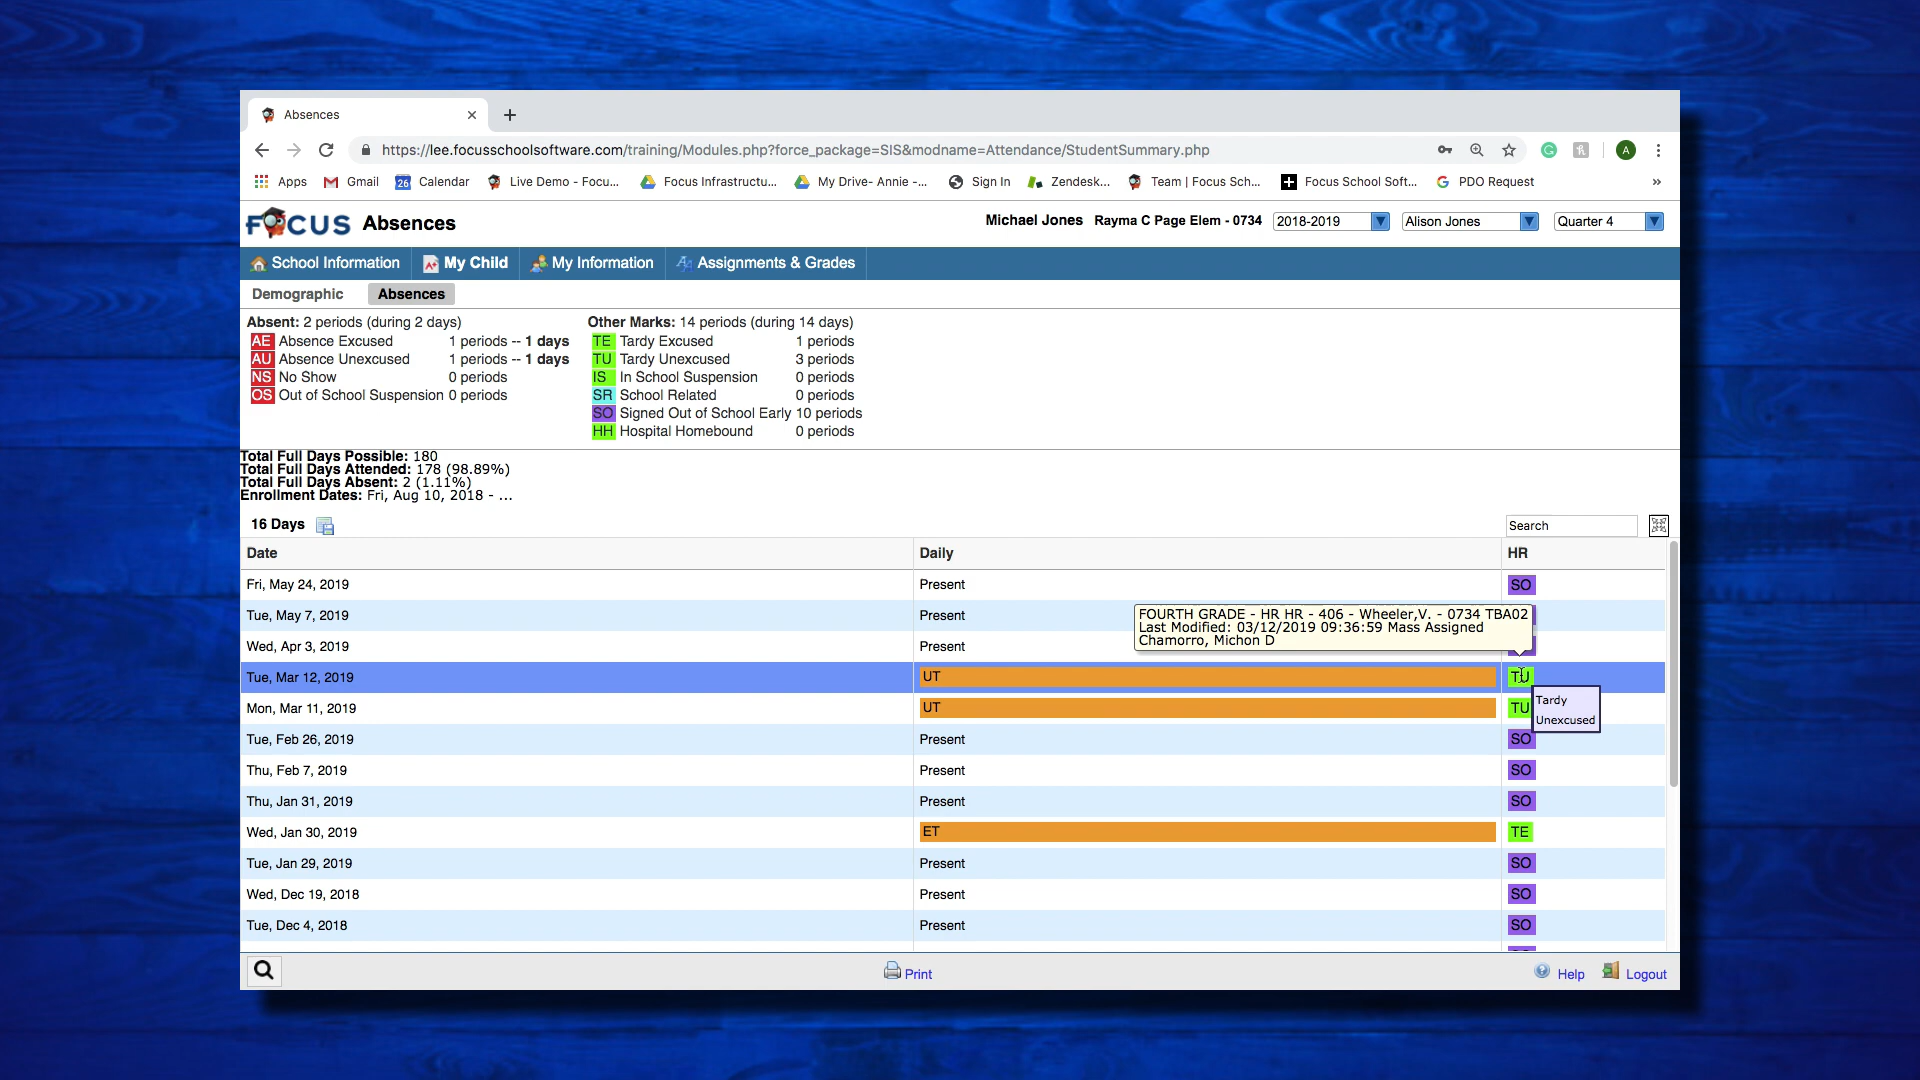 Absences
https://lee.focusschoolsoftware.com/training/Modules.php?force_package=SIS&modname=Attendance/StudentSummary.php
A
Apps Gmail 26 Calendar Live Demo - Focu... Focus Infrastructu... My Drive- Annie -... Sign In Zendesk... Team | Focus Sch... Focus School Soft... PDO Request »
FOCUS Absences Michael Jones Rayma C Page Elem - 0734 2018-2019 Alison Jones Quarter 4
School Information My Child My Information Assignments & Grades
Demographic Absences
Absent: 2 periods (during 2 days) Other Marks: 14 periods (during 14 days)
AE Absence Excused 1 periods -- 1 days TE Tardy Excused 1 periods
AU Absence Unexcused 1 periods -- 1 days TU Tardy Unexcused 3 periods
NS No Show 0 periods IS In School Suspension 0 periods
OS Out of School Suspension 0 periods SR School Related 0 periods
SO Signed Out of School Early 10 periods
HH Hospital Homebound 0 periods
Total Full Days Possible: 180
Total Full Days Attended: 178 (98.89%)
Total Full Days Absent: 2 (1.11%)
Enrollment Dates: Fri, Aug 10, 2018 - ...
16 Days Search
Date Daily HR
Fri, May 24, 2019 Present SO
Tue, May 7, 2019 Present
FOURTH GRADE - HR HR - 406 - Wheeler,V. - 0734 TBA02
Last Modified: 03/12/2019 09:36:59 Mass Assigned
Chamorro, Michon D
Wed, Apr 3, 2019 Present
Tue, Mar 12, 2019 UT TU
Tardy
Unexcused
Mon, Mar 11, 2019 UT TU
Tue, Feb 26, 2019 Present SO
Thu, Feb 7, 2019 Present SO
Thu, Jan 31, 2019 Present SO
Wed, Jan 30, 2019 ET TE
Tue, Jan 29, 2019 Present SO
Wed, Dec 19, 2018 Present SO
Tue, Dec 4, 2018 Present SO
Print Help Logout